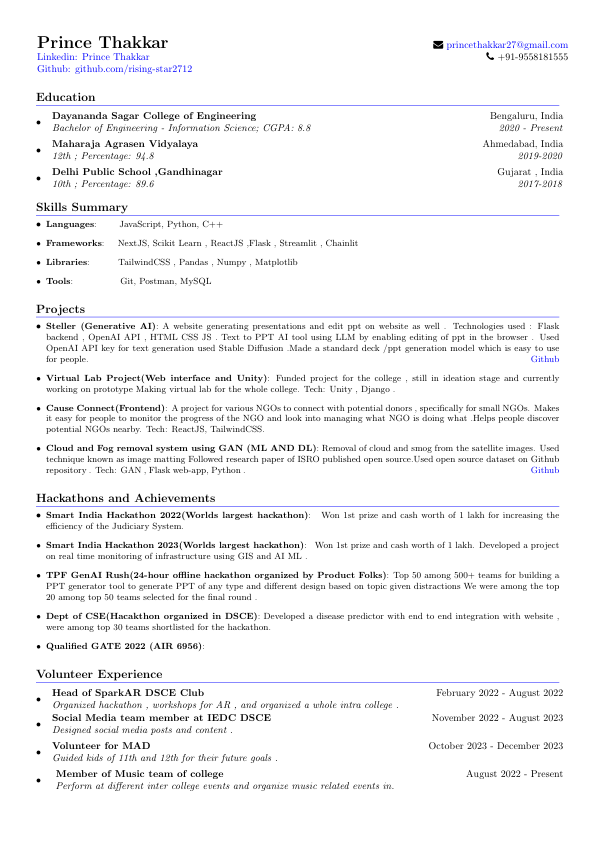 Prince Thakkar
princethakkar27@gmail.com
Linkedin: Prince Thakkar
+91-9558181555
Github: github.com/rising-star2712
Education
• Dayananda Sagar College of Engineering Bengaluru, India
Bachelor of Engineering - Information Science; CGPA: 8.8 2020 - Present
• Maharaja Agrasen Vidyalaya Ahmedabad, India
12th ; Percentage: 94.8 2019-2020
• Delhi Public School ,Gandhinagar Gujarat , India
10th ; Percentage: 89.6 2017-2018
Skills Summary
• Languages: JavaScript, Python, C++
• Frameworks: NextJS, Scikit Learn , ReactJS ,Flask , Streamlit , Chainlit
• Libraries: TailwindCSS , Pandas , Numpy , Matplotlib
• Tools: Git, Postman, MySQL
Projects
• Steller (Generative AI): A website generating presentations and edit ppt on website as well . Technologies used : Flask
backend , OpenAI API , HTML CSS JS . Text to PPT AI tool using LLM by enabling editing of ppt in the browser . Used
OpenAI API key for text generation used Stable Diffusion .Made a standard deck /ppt generation model which is easy to use
for people. Github
• Virtual Lab Project(Web interface and Unity): Funded project for the college , still in ideation stage and currently
working on prototype Making virtual lab for the whole college. Tech: Unity , Django .
• Cause Connect(Frontend): A project for various NGOs to connect with potential donors , specifically for small NGOs. Makes
it easy for people to monitor the progress of the NGO and look into managing what NGO is doing what .Helps people discover
potential NGOs nearby. Tech: ReactJS, TailwindCSS.
• Cloud and Fog removal system using GAN (ML AND DL): Removal of cloud and smog from the satellite images. Used
technique known as image matting Followed research paper of ISRO published open source.Used open source dataset on Github
repository . Tech: GAN , Flask web-app, Python . Github
Hackathons and Achievements
• Smart India Hackathon 2022(Worlds largest hackathon): Won 1st prize and cash worth of 1 lakh for increasing the
efficiency of the Judiciary System.
• Smart India Hackathon 2023(Worlds largest hackathon): Won 1st prize and cash worth of 1 lakh. Developed a project
on real time monitoring of infrastructure using GIS and AI ML .
• TPF GenAI Rush(24-hour offline hackathon organized by Product Folks): Top 50 among 500+ teams for building a
PPT generator tool to generate PPT of any type and different design based on topic given distractions We were among the top
20 among top 50 teams selected for the final round .
• Dept of CSE(Hacakthon organized in DSCE): Developed a disease predictor with end to end integration with website ,
were among top 30 teams shortlisted for the hackathon.
• Qualified GATE 2022 (AIR 6956):
Volunteer Experience
• Head of SparkAR DSCE Club February 2022 - August 2022
Organized hackathon , workshops for AR , and organized a whole intra college .
• Social Media team member at IEDC DSCE November 2022 - August 2023
Designed social media posts and content .
• Volunteer for MAD October 2023 - December 2023
Guided kids of 11th and 12th for their future goals .
• Member of Music team of college August 2022 - Present
Perform at different inter college events and organize music related events in.